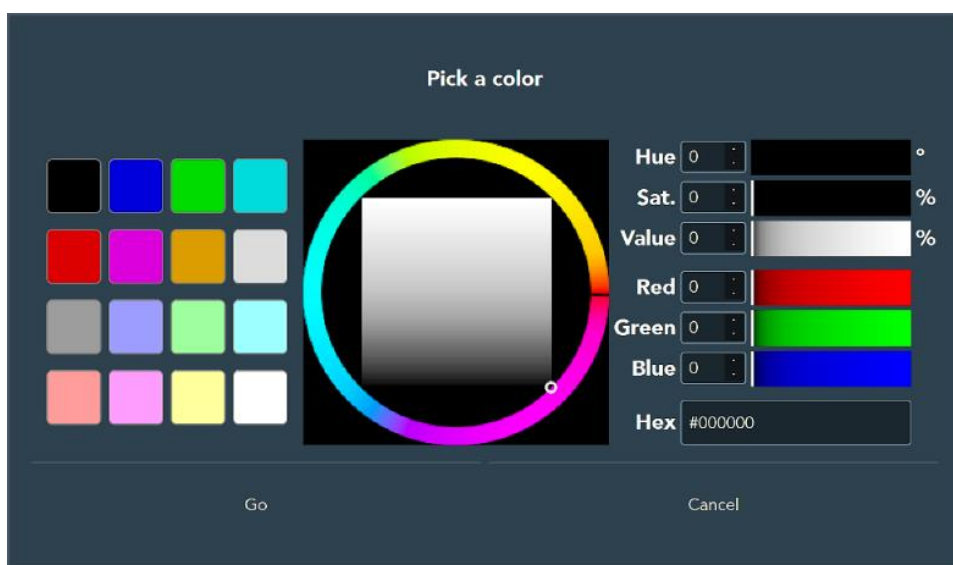 Pick a color
Hue 0 °
Sat. 0 %
Value 0 %
Red 0
Green 0
Blue 0
Hex #000000
Go Cancel